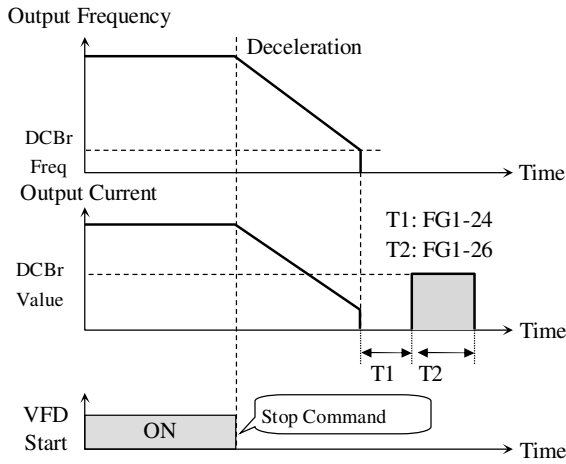 Output Frequency
Deceleration
DCBr
Freq
Time
Output Current
T1: FG1-24
T2: FG1-26
DCBr
Value
Time
T1 T2
VFD
Start
ON
Stop Command
Time